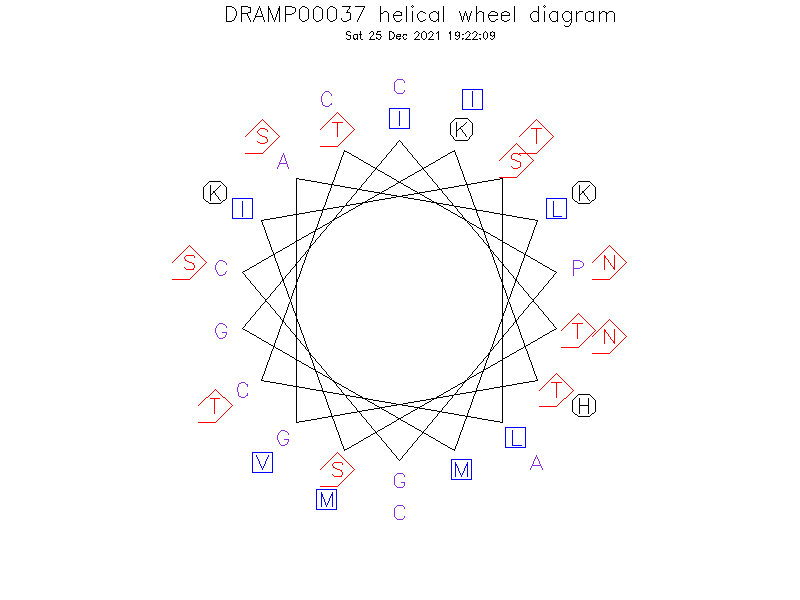 DRAMP00037 helical wheel diagram
Sat 25 Dec 2021 19:22:09
C
C I
T I K
S T
A S
K I L K
S C P N
G T N
C T
T H
G L
V S M A
M G
C